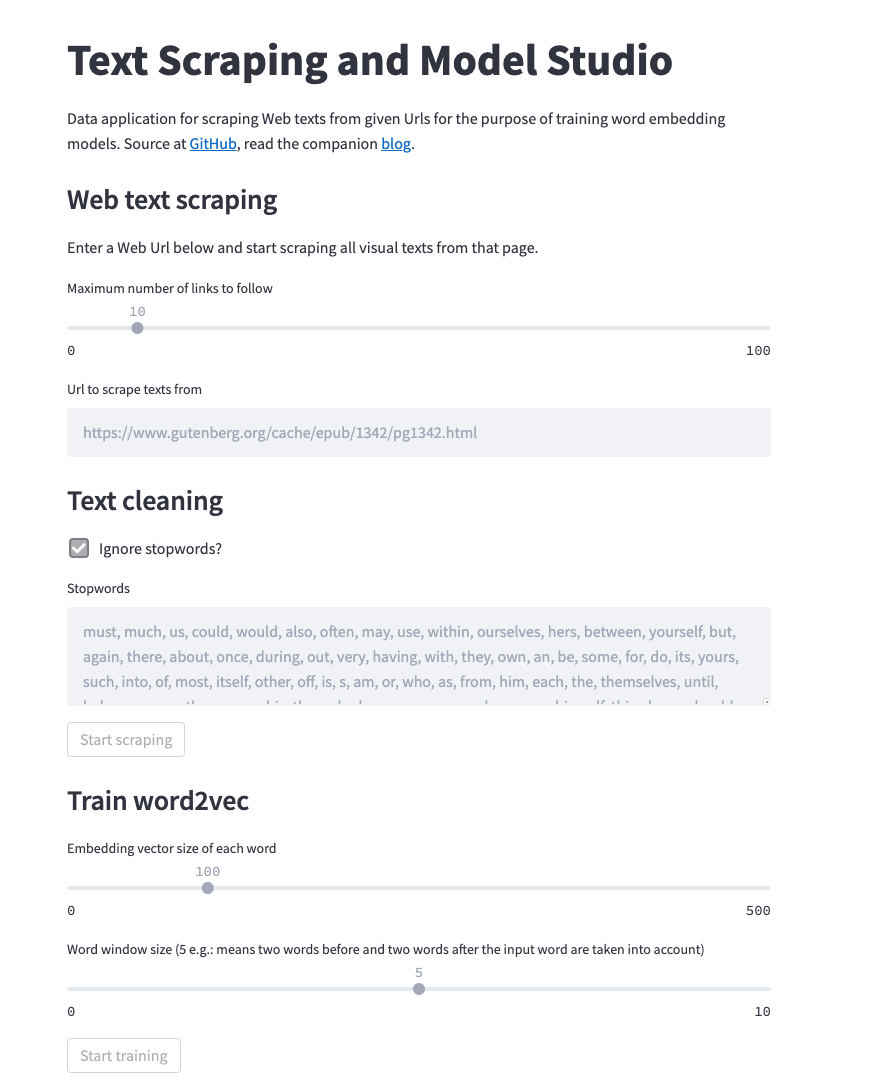 Text Scraping and Model Studio
Data application for scraping Web texts from given Urls for the purpose of training word embedding
models. Source at GitHub, read the companion blog.
Web text scraping
Enter a Web Url below and start scraping all visual texts from that page.
Maximum number of links to follow
10
0 100
Url to scrape texts from
https://www.gutenberg.org/cache/epub/1342/pg1342.html
Text cleaning
Ignore stopwords?
Stopwords
must, much, us, could, would, also, often, may, use, within, ourselves, hers, between, yourself, but,
again, there, about, once, during, out, very, having, with, they, own, an, be, some, for, do, its, yours,
such, into, of, most, itself, other, off, is, s, am, or, who, as, from, him, each, the, themselves, until,
Start scraping
Train word2vec
Embedding vector size of each word
100
0 500
Word window size (5 e.g.: means two words before and two words after the input word are taken into account)
5
0 10
Start training